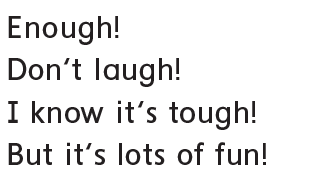 Enough!
Don't laugh!
I know it's tough!
But it's lots of fun!